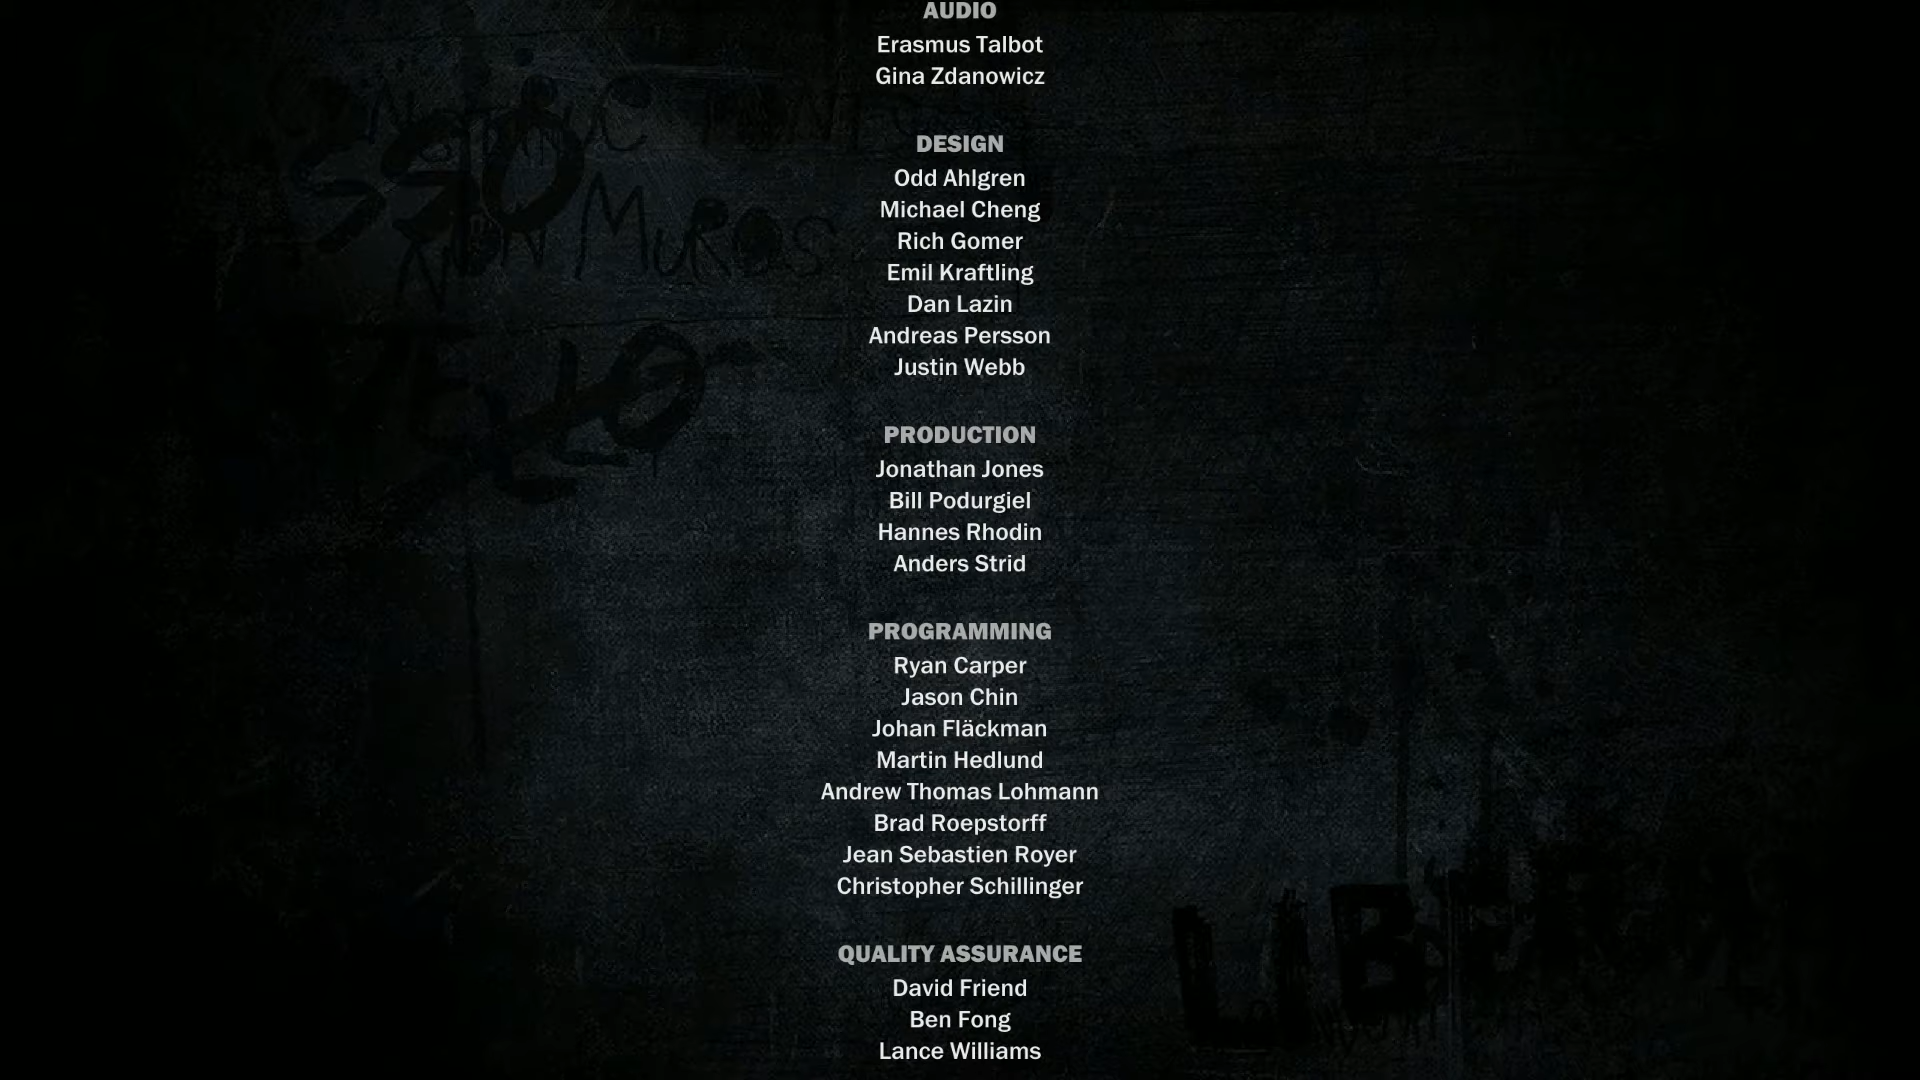 AUDIO
Erasmus Talbot
Gina Zdanowicz
DESIGN
Odd Ahlgren
Michael Cheng
Rich Gomer
Emil Kraftling
Dan Lazin
Andreas Persson
Justin Webb
PRODUCTION
Jonathan Jones
Bill Podurgiel
Hannes Rhodin
Anders Strid
PROGRAMMING
Ryan Carper
Jason Chin
Johan Fläckman
Martin Hedlund
Andrew Thomas Lohmann
Brad Roepstorff
Jean Sebastien Royer
Christopher Schillinger
QUALITY ASSURANCE
David Friend
Ben Fong
Lance Williams
NON MUROS